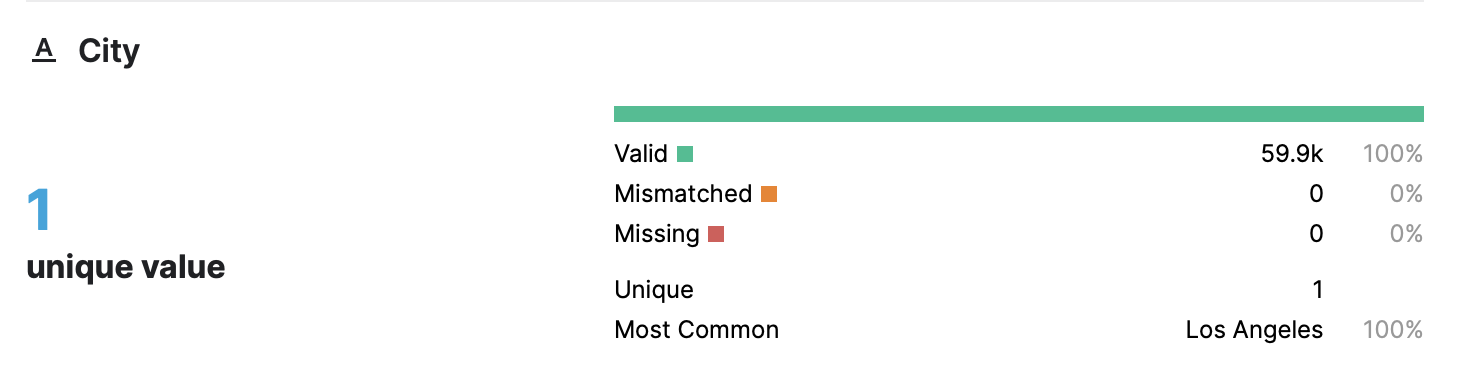 A City
Valid 59.9k 100%
Mismatched 0 0%
1
Missing 0 0%
unique value
Unique 1
Most Common Los Angeles 100%